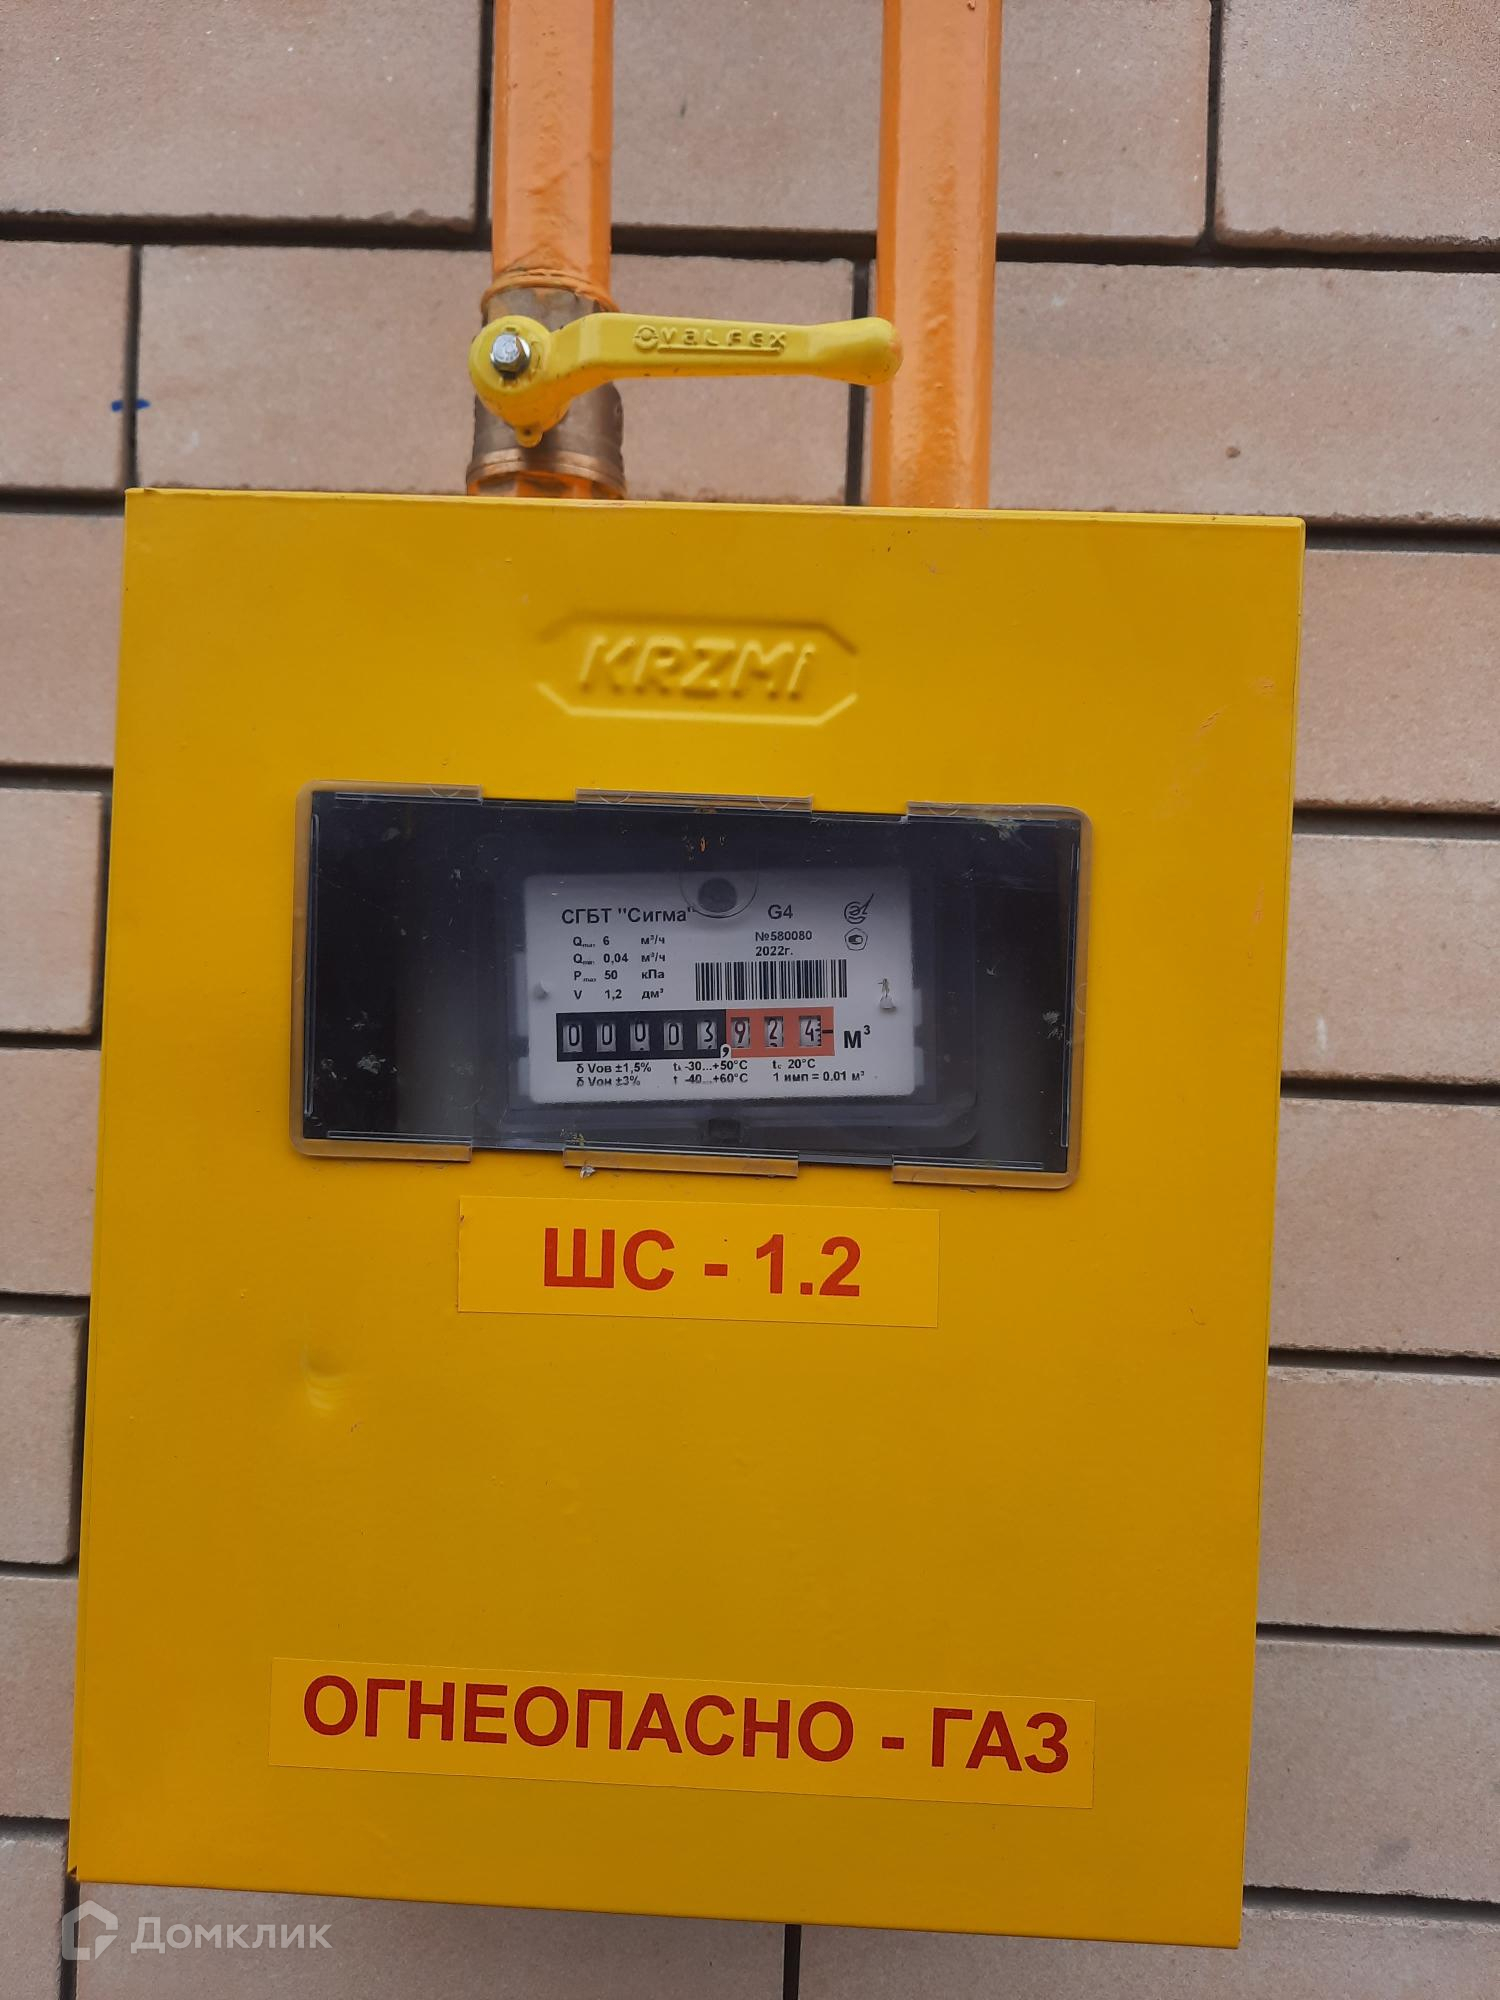 VALFEX
KRZMi
СГБТ "Сигма" G4
Qmax 6 м³/ч №580080
Qmin 0,04 м³/ч 2022г.
Pmax 50 кПа
V 1,2 дм³
00003,924 м³
δ Vов ±1,5% -30...+50°C 20°C
δ Vон ±3% t -40...+60°C 1 имп = 0.01 м³
ШС - 1.2
ОГНЕОПАСНО - ГАЗ
Домклик